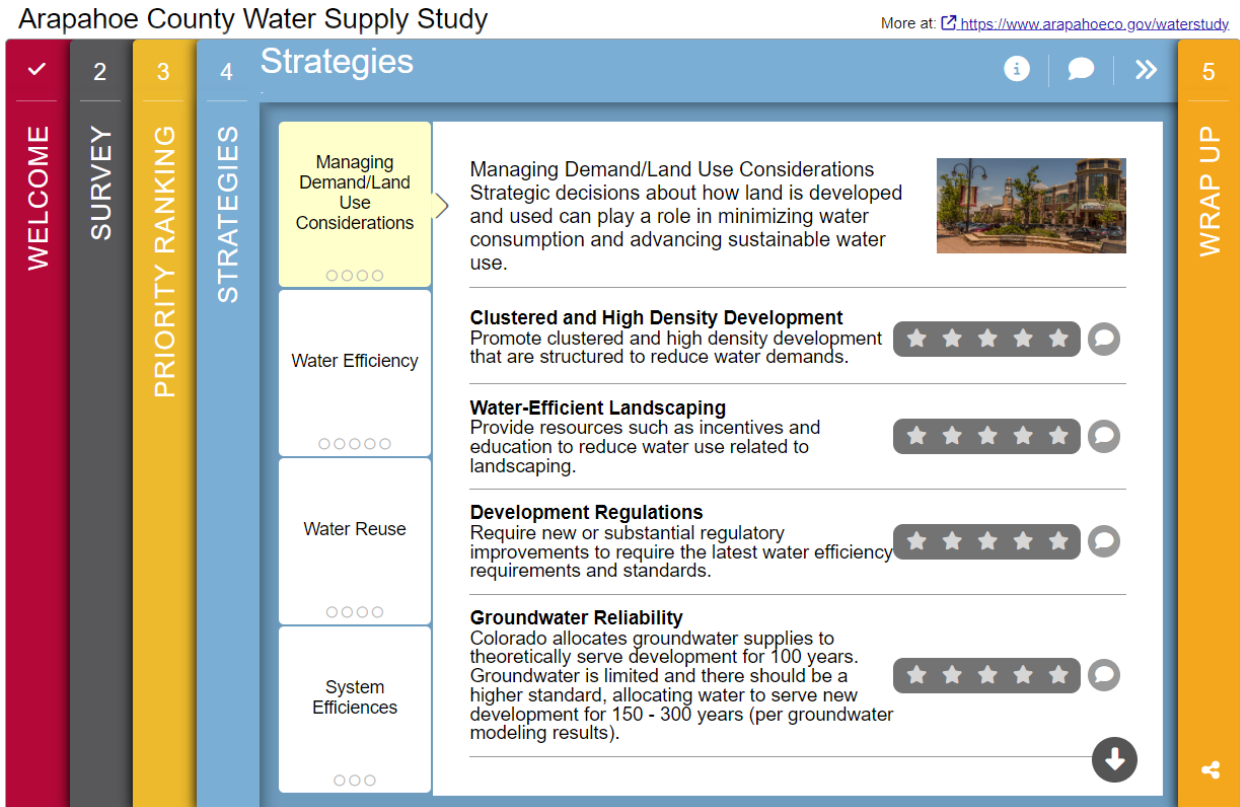 Arapahoe County Water Supply Study
More at: https://www.arapahoeco.gov/waterstudy
WELCOME
2
SURVEY
3
PRIORITY RANKING
4
STRATEGIES
Strategies
5
WRAP UP
Managing
Demand/Land
Use
Considerations
Water Efficiency
Water Reuse
System
Efficiences
Managing Demand/Land Use Considerations
Strategic decisions about how land is developed
and used can play a role in minimizing water
consumption and advancing sustainable water
use.
Clustered and High Density Development
Promote clustered and high density development
that are structured to reduce water demands.
Water-Efficient Landscaping
Provide resources such as incentives and
education to reduce water use related to
landscaping.
Development Regulations
Require new or substantial regulatory
improvements to require the latest water efficiency
requirements and standards.
Groundwater Reliability
Colorado allocates groundwater supplies to
theoretically serve development for 100 years.
Groundwater is limited and there should be a
higher standard, allocating water to serve new
development for 150 - 300 years (per groundwater
modeling results).